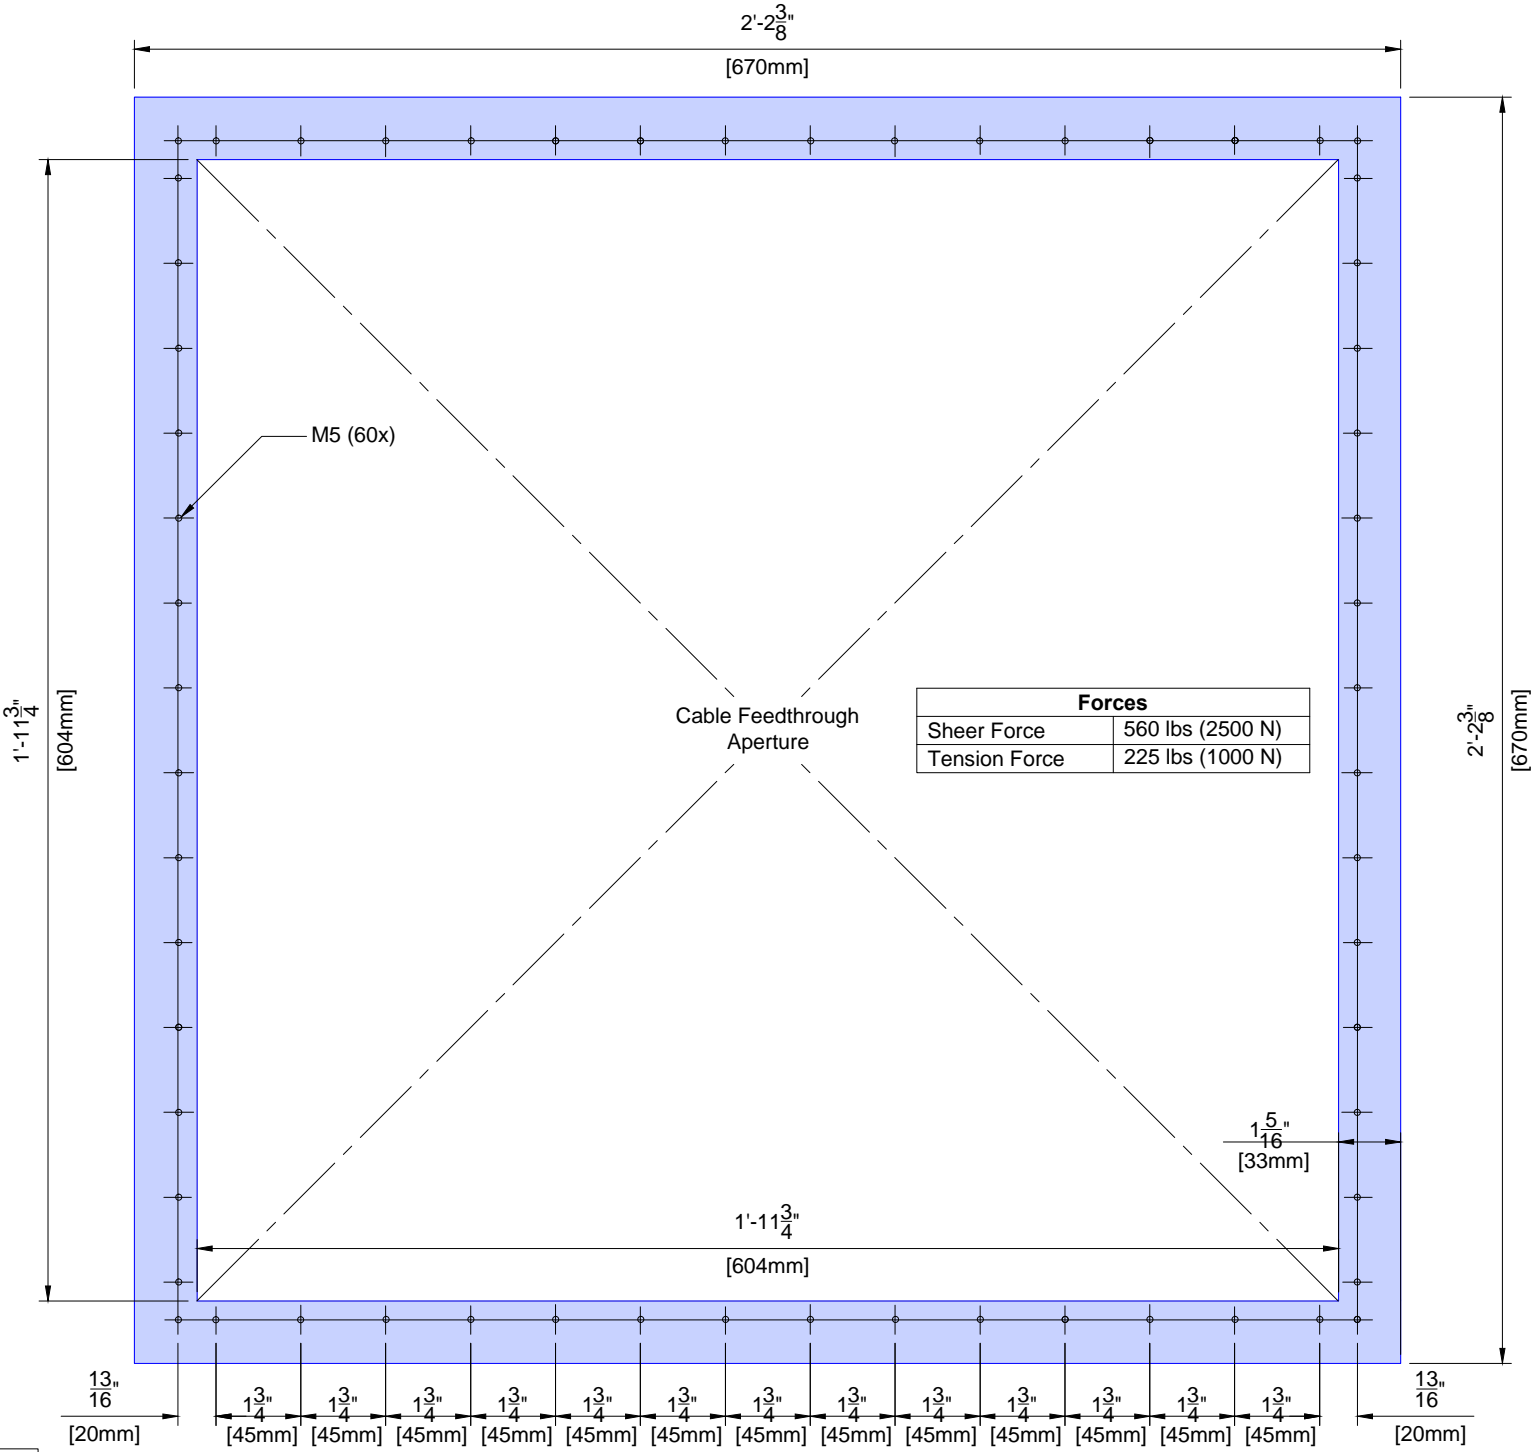 2'-2 3/8"
[670mm]
M5 (60x)
1'-11 3/4"
[604mm]
Cable Feedthrough
Aperture
Forces
Sheer Force 560 lbs (2500 N)
Tension Force 225 lbs (1000 N)
2'-2 3/8"
[670mm]
1 5/16"
[33mm]
1'-11 3/4"
[604mm]
13/16" 1 3/4" 1 3/4" 1 3/4" 1 3/4" 1 3/4" 1 3/4" 1 3/4" 1 3/4" 1 3/4" 1 3/4" 1 3/4" 1 3/4" 1 3/4" 13/16"
[20mm] [45mm] [45mm] [45mm] [45mm] [45mm] [45mm] [45mm] [45mm] [45mm] [45mm] [45mm] [45mm] [45mm] [20mm]